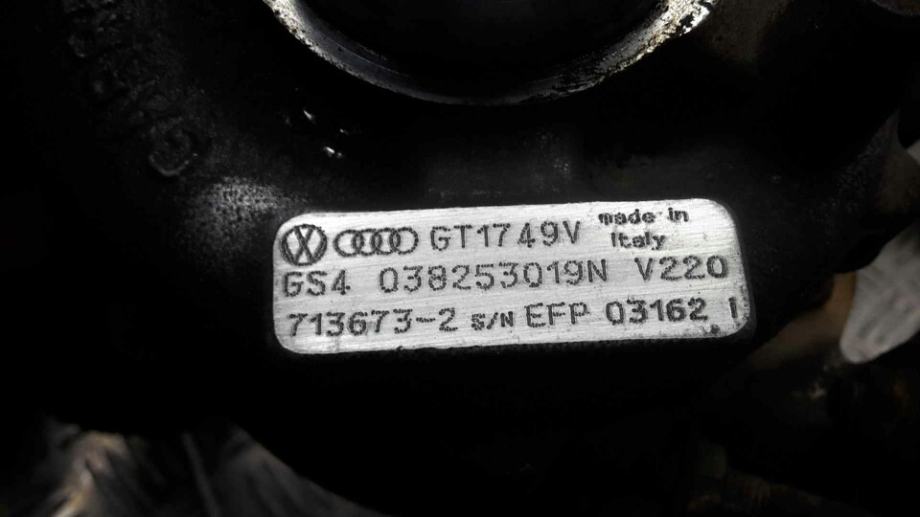 GT1749V made in Italy
GS4 038253019N V220
713673-2 S/N EFP 03162 I